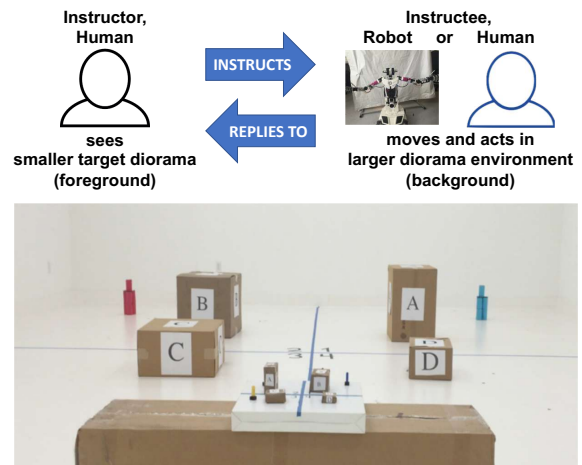 Instructor,
Human
INSTRUCTS
REPLIES TO
Instructee,
Robot or Human
sees
smaller target diorama
(foreground)
moves and acts in
larger diorama environment
(background)
B
A
C
D